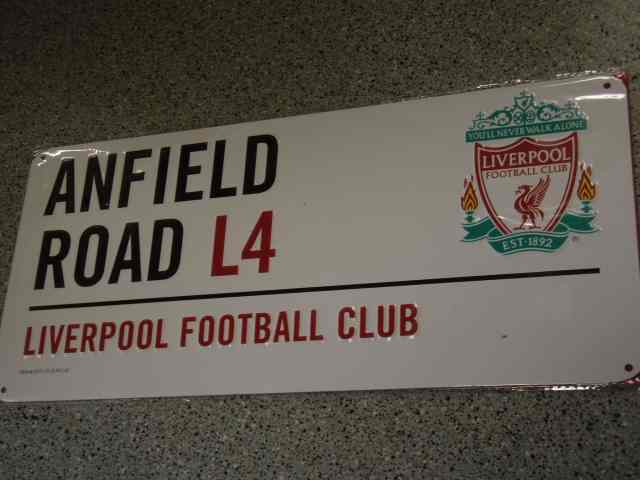 ANFIELD
ROAD L4
LIVERPOOL FOOTBALL CLUB
YOU'LL NEVER WALK ALONE
LIVERPOOL
FOOTBALL CLUB
EST·1892